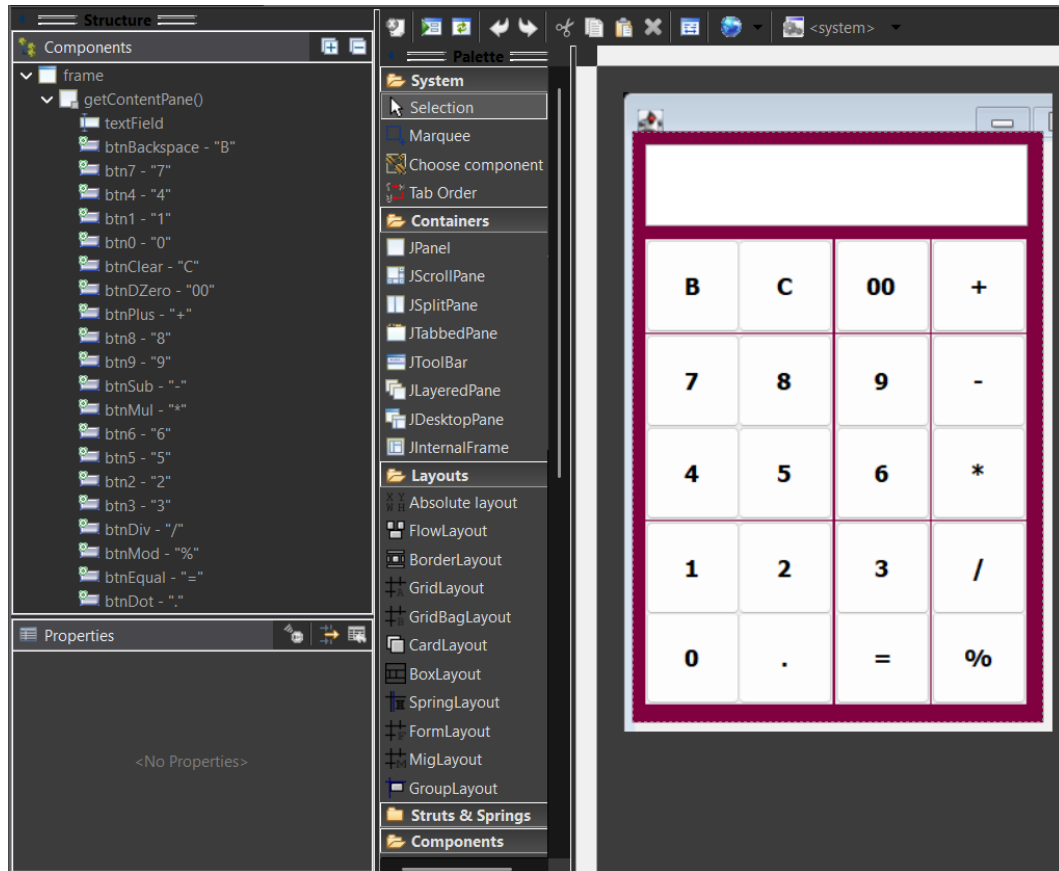 Structure
Components
frame
getContentPane()
textField
btnBackspace - "B"
btn7 - "7"
btn4 - "4"
btn1 - "1"
btn0 - "0"
btnClear - "C"
btnDZero - "00"
btnPlus - "+"
btn8 - "8"
btn9 - "9"
btnSub - "-"
btnMul - "*"
btn6 - "6"
btn5 - "5"
btn2 - "2"
btn3 - "3"
btnDiv - "/"
btnMod - "%"
btnEqual - "="
btnDot - "."
Properties
<No Properties>
<system>
Palette
System
Selection
Marquee
Choose component
Tab Order
Containers
JPanel
JScrollPane
JSplitPane
JTabbedPane
JToolBar
JLayeredPane
JDesktopPane
JInternalFrame
Layouts
Absolute layout
FlowLayout
BorderLayout
GridLayout
GridBagLayout
CardLayout
BoxLayout
SpringLayout
FormLayout
MigLayout
GroupLayout
Struts & Springs
Components
B C 00 +
7 8 9 -
4 5 6 *
1 2 3 /
0 . = %